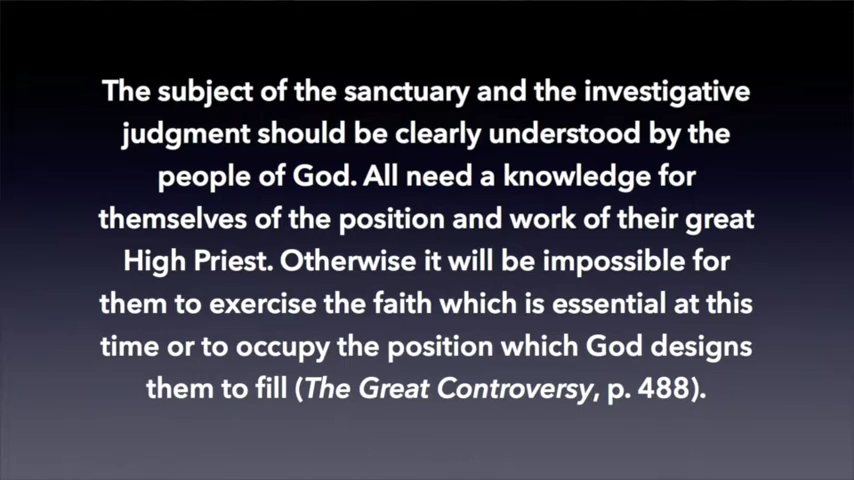 The subject of the sanctuary and the investigative
judgment should be clearly understood by the
people of God. All need a knowledge for
themselves of the position and work of their great
High Priest. Otherwise it will be impossible for
them to exercise the faith which is essential at this
time or to occupy the position which God designs
them to fill (The Great Controversy, p. 488).